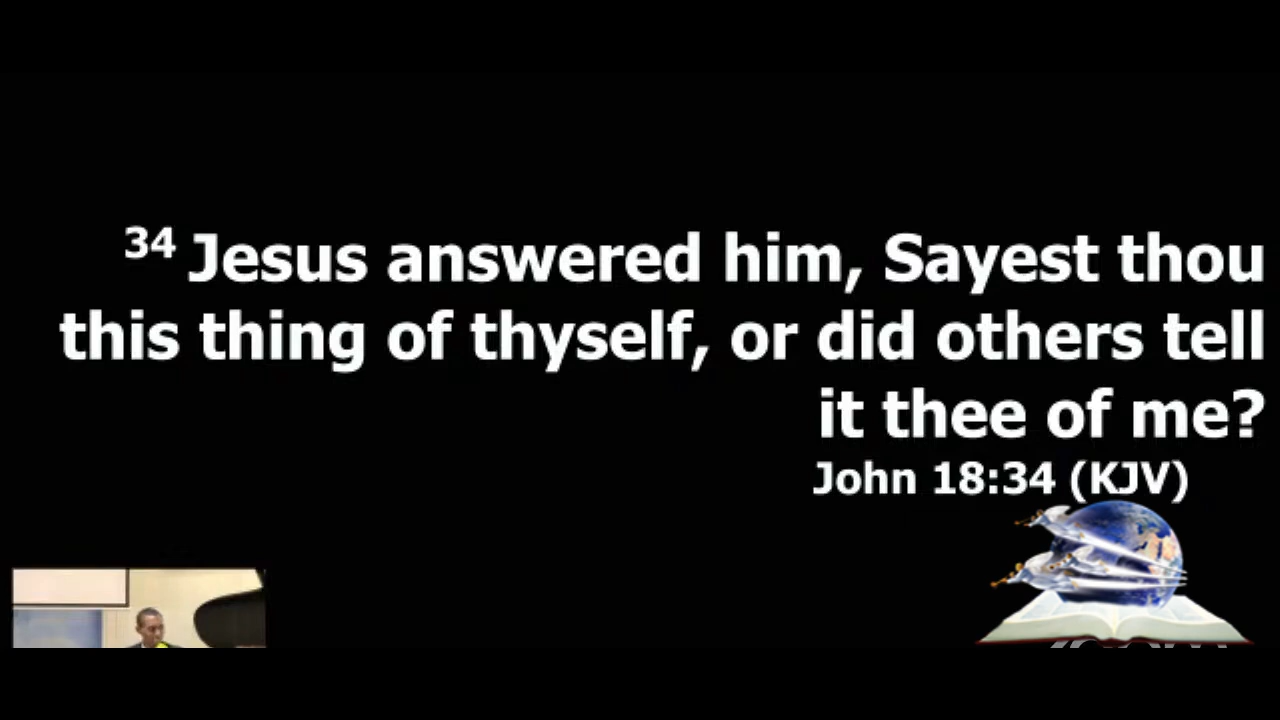 34 Jesus answered him, Sayest thou
this thing of thyself, or did others tell
it thee of me?
John 18:34 (KJV)